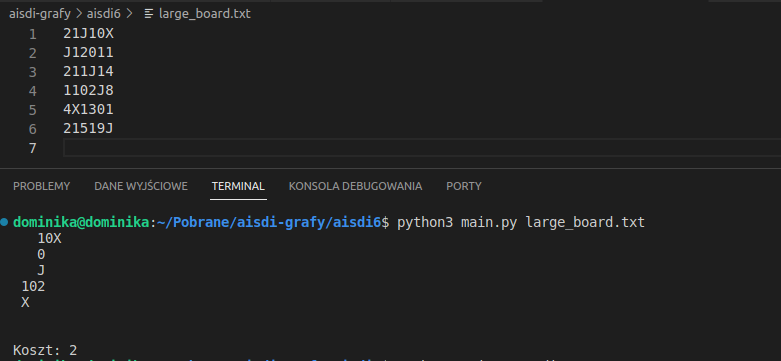 aisdi-grafy > aisdi6 > large_board.txt
1 21J10X
2 J12011
3 211J14
4 1102J8
5 4X1301
6 21519J
7
PROBLEMY DANE WYJŚCIOWE TERMINAL KONSOLA DEBUGOWANIA PORTY
dominika@dominika:~/Pobrane/aisdi-grafy/aisdi6$ python3 main.py large_board.txt
   10X
   0
   J
 102
 X
Koszt: 2